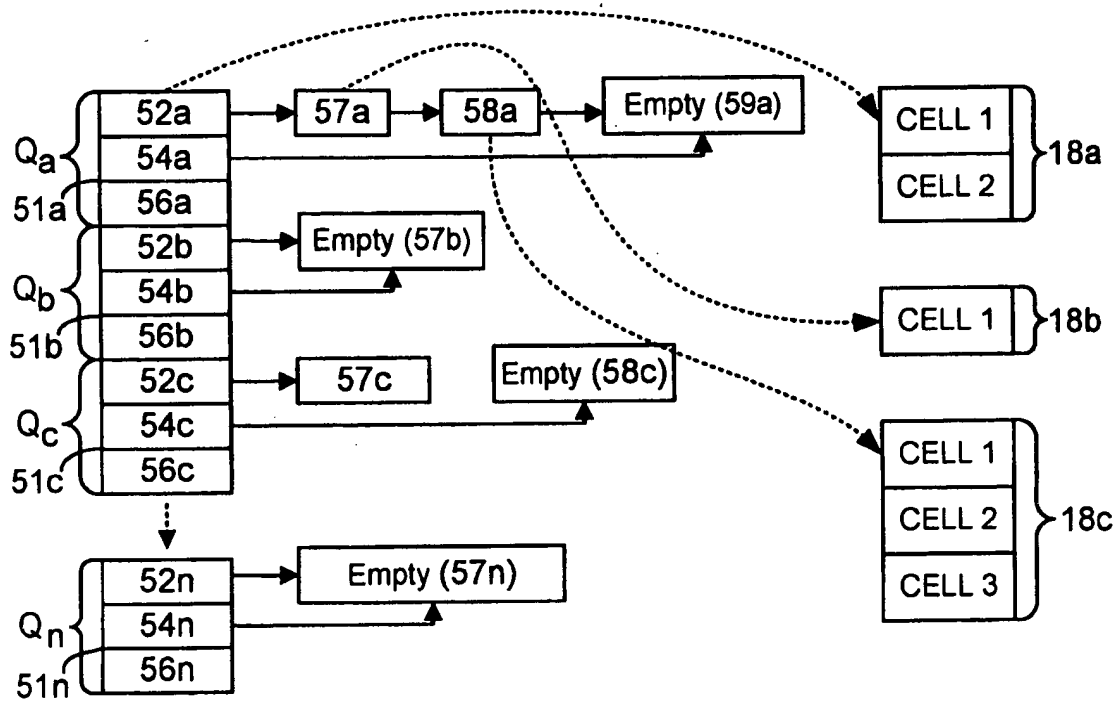 52a
57a
58a
Empty (59a)
Qa
54a
51a
56a
52b
Empty (57b)
Qb
54b
51b
56b
52c
57c
Empty (58c)
Qc
54c
51c
56c
52n
Empty (57n)
Qn
54n
51n
56n
CELL 1
CELL 2
18a
CELL 1
18b
CELL 1
CELL 2
CELL 3
18c